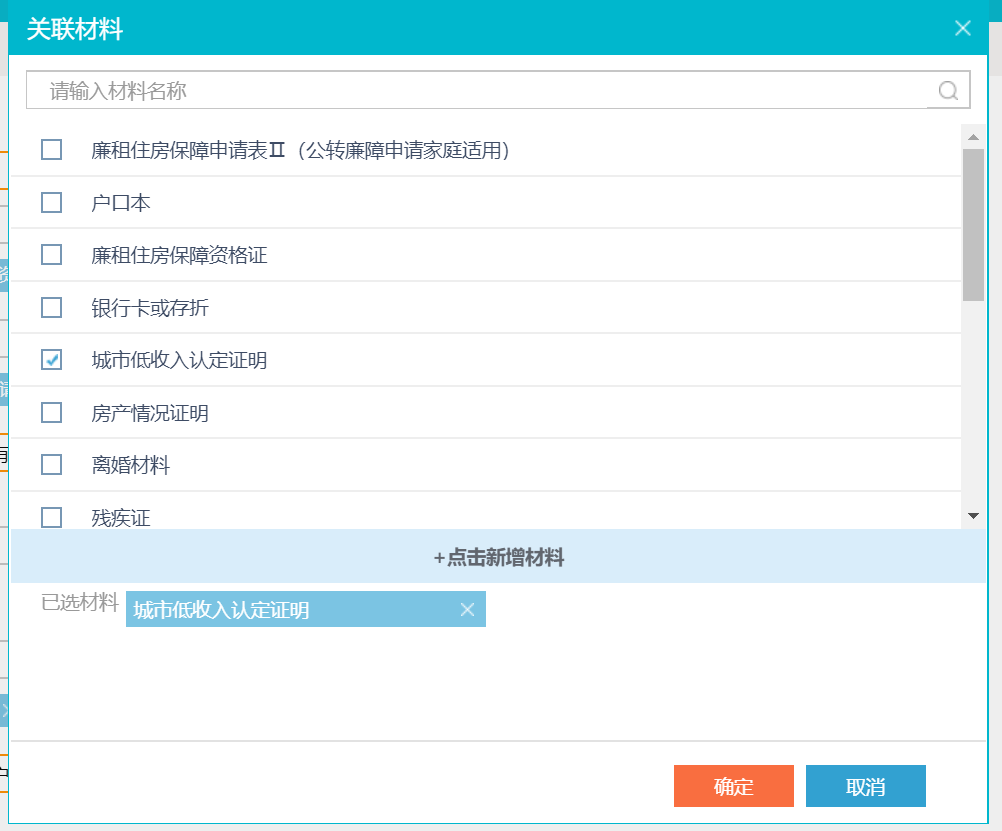 关联材料
请输入材料名称
廉租住房保障申请表Ⅱ（公转廉障申请家庭适用）
户口本
廉租住房保障资格证
银行卡或存折
城市低收入认定证明
房产情况证明
离婚材料
残疾证
+点击新增材料
已选材料 城市低收入认定证明
确定 取消